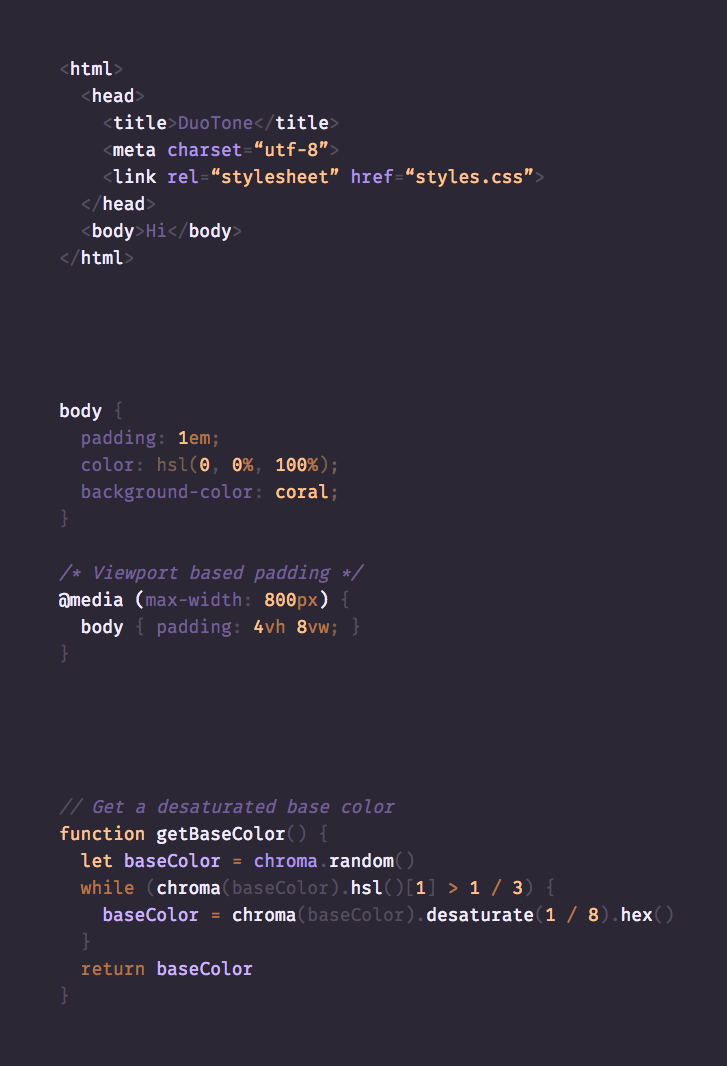 <html>
  <head>
    <title>DuoTone</title>
    <meta charset=“utf-8”>
    <link rel=“stylesheet” href=“styles.css”>
  </head>
  <body>Hi</body>
</html>
body {
  padding: 1em;
  color: hsl(0, 0%, 100%);
  background-color: coral;
}
/* Viewport based padding */
@media (max-width: 800px) {
  body { padding: 4vh 8vw; }
}
// Get a desaturated base color
function getBaseColor() {
  let baseColor = chroma.random()
  while (chroma(baseColor).hsl()[1] > 1 / 3) {
    baseColor = chroma(baseColor).desaturate(1 / 8).hex()
  }
  return baseColor
}